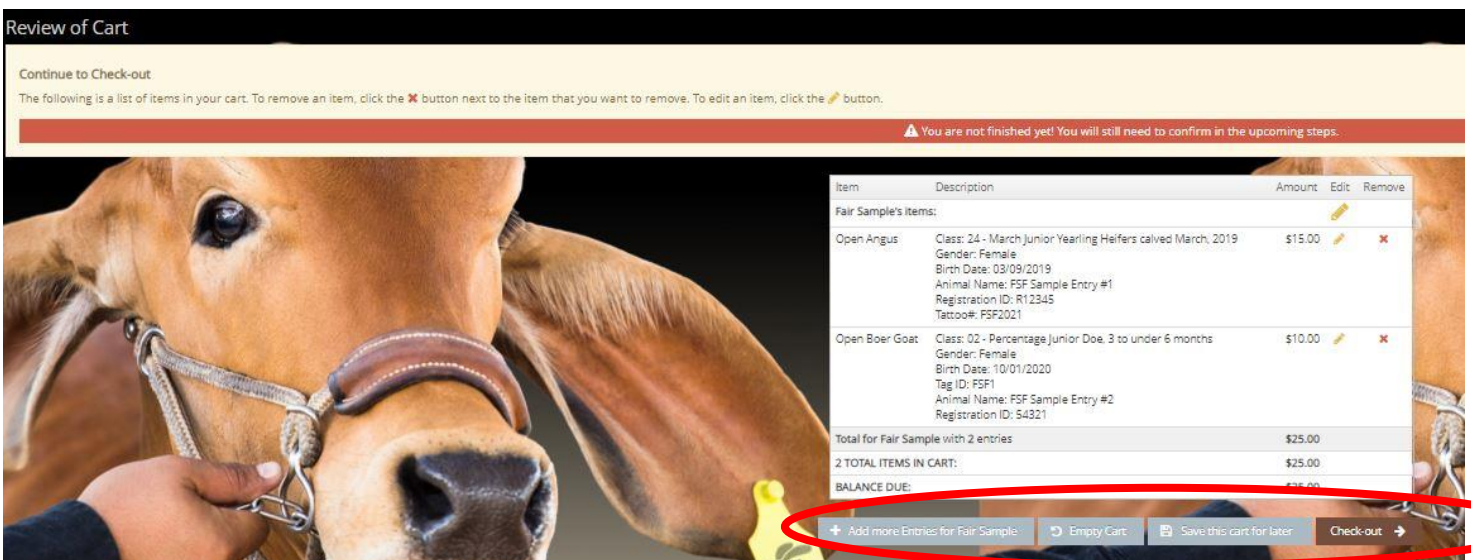 Review of Cart
Continue to Check-out
The following is a list of items in your cart. To remove an item, click the ✖ button next to the item that you want to remove. To edit an item, click the button.
You are not finished yet! You will still need to confirm in the upcoming steps.
Item Description Amount Edit Remove
Fair Sample's items:
Open Angus Class: 24 - March Junior Yearling Heifers calved March, 2019 $15.00
Gender: Female
Birth Date: 03/09/2019
Animal Name: FSF Sample Entry #1
Registration ID: R12345
Tattoo#: FSF2021
Open Boer Goat Class: 02 - Percentage Junior Doe, 3 to under 6 months $10.00
Gender: Female
Birth Date: 10/01/2020
Tag ID: FSF1
Animal Name: FSF Sample Entry #2
Registration ID: 54321
Total for Fair Sample with 2 entries $25.00
2 TOTAL ITEMS IN CART: $25.00
BALANCE DUE: $25.00
+ Add more Entries for Fair Sample Empty Cart Save this cart for later Check-out →